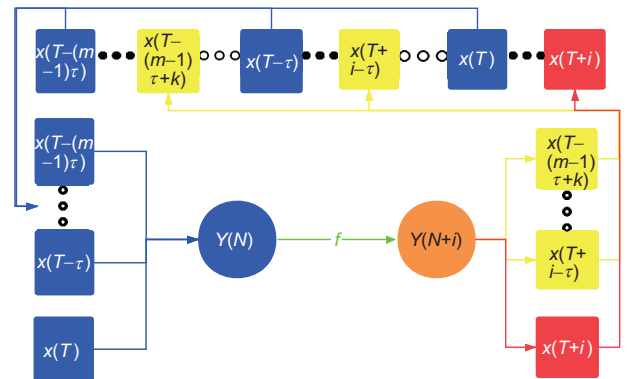 x(T–(m
–1)τ)
x(T–
(m–1)
τ+k)
x(T–τ)
x(T+
i–τ)
x(T)
x(T+i)
x(T–(m
–1)τ)
x(T–τ)
x(T)
Y(N)
f
Y(N+i)
x(T–
(m–1)
τ+k)
x(T+
i–τ)
x(T+i)